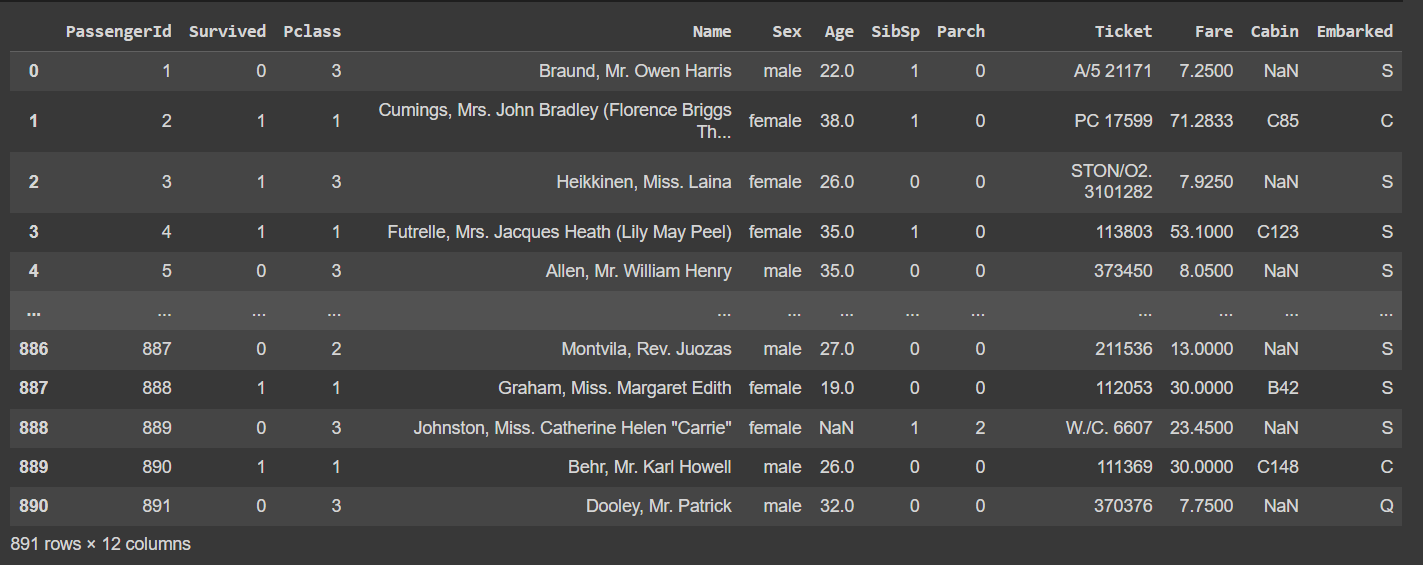 PassengerId Survived Pclass Name Sex Age SibSp Parch Ticket Fare Cabin Embarked
0 1 0 3 Braund, Mr. Owen Harris male 22.0 1 0 A/5 21171 7.2500 NaN S
1 2 1 1 Cumings, Mrs. John Bradley (Florence Briggs Th... female 38.0 1 0 PC 17599 71.2833 C85 C
2 3 1 3 Heikkinen, Miss. Laina female 26.0 0 0 STON/O2. 3101282 7.9250 NaN S
3 4 1 1 Futrelle, Mrs. Jacques Heath (Lily May Peel) female 35.0 1 0 113803 53.1000 C123 S
4 5 0 3 Allen, Mr. William Henry male 35.0 0 0 373450 8.0500 NaN S
... ... ... ... ... ... ... ... ... ... ... ... ...
886 887 0 2 Montvila, Rev. Juozas male 27.0 0 0 211536 13.0000 NaN S
887 888 1 1 Graham, Miss. Margaret Edith female 19.0 0 0 112053 30.0000 B42 S
888 889 0 3 Johnston, Miss. Catherine Helen "Carrie" female NaN 1 2 W./C. 6607 23.4500 NaN S
889 890 1 1 Behr, Mr. Karl Howell male 26.0 0 0 111369 30.0000 C148 C
890 891 0 3 Dooley, Mr. Patrick male 32.0 0 0 370376 7.7500 NaN Q
891 rows × 12 columns